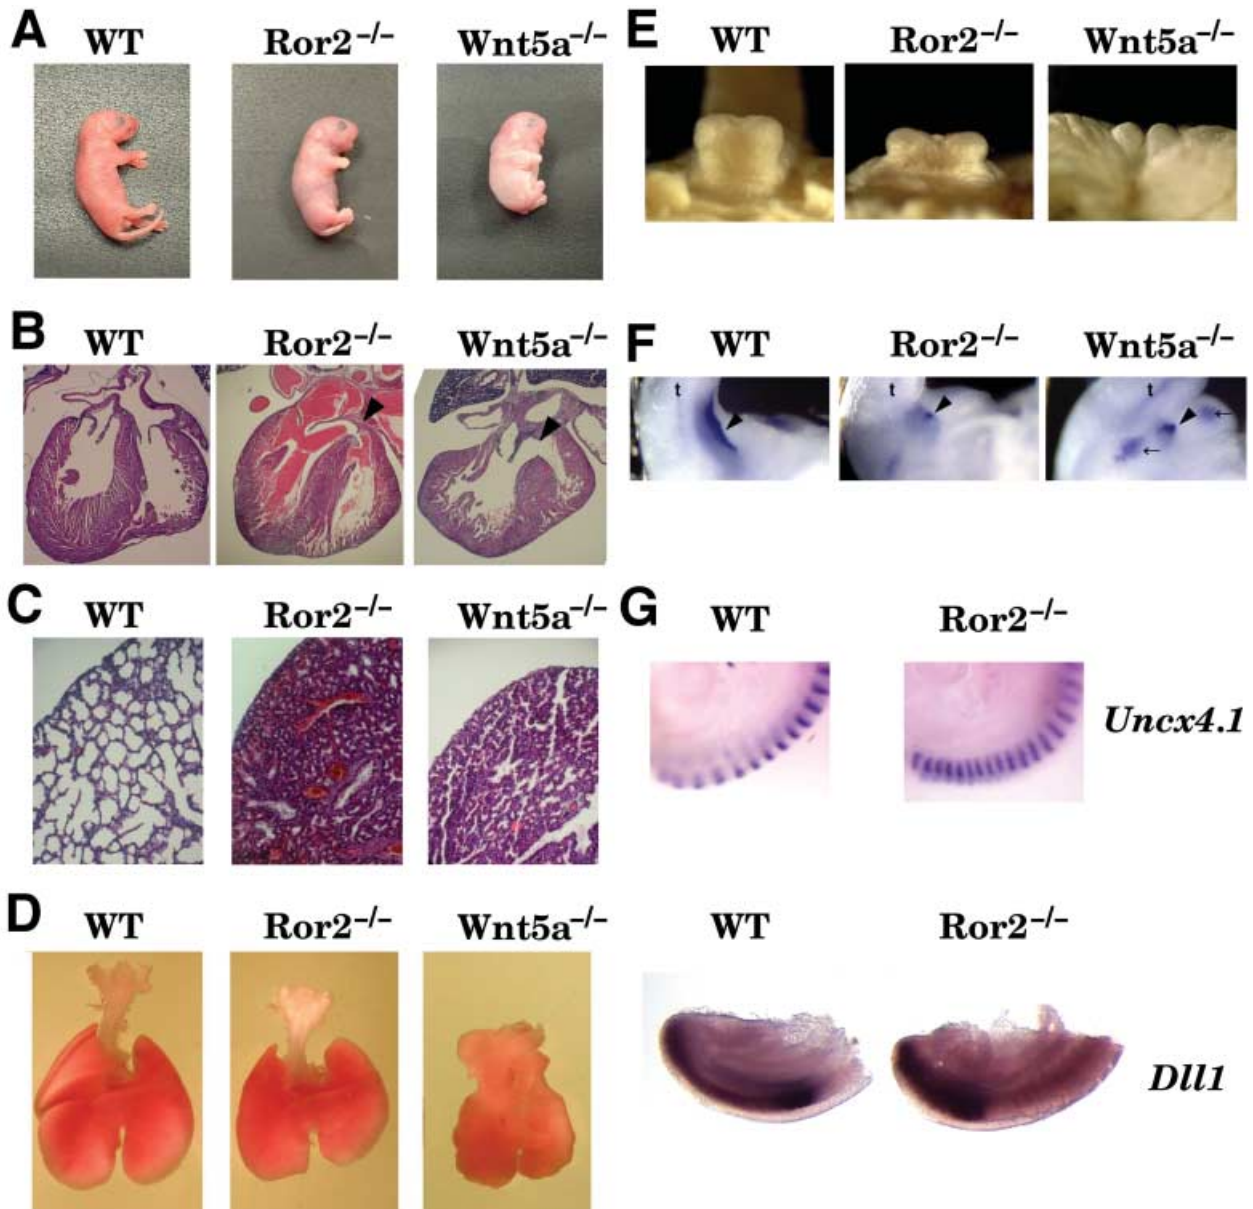 A
WT Ror2−/− Wnt5a−/−
B
WT Ror2−/− Wnt5a−/−
C
WT Ror2−/− Wnt5a−/−
D
WT Ror2−/− Wnt5a−/−
E
WT Ror2−/− Wnt5a−/−
F
WT Ror2−/− Wnt5a−/−
t t t
G
WT Ror2−/−
Uncx4.1
WT Ror2−/−
Dll1